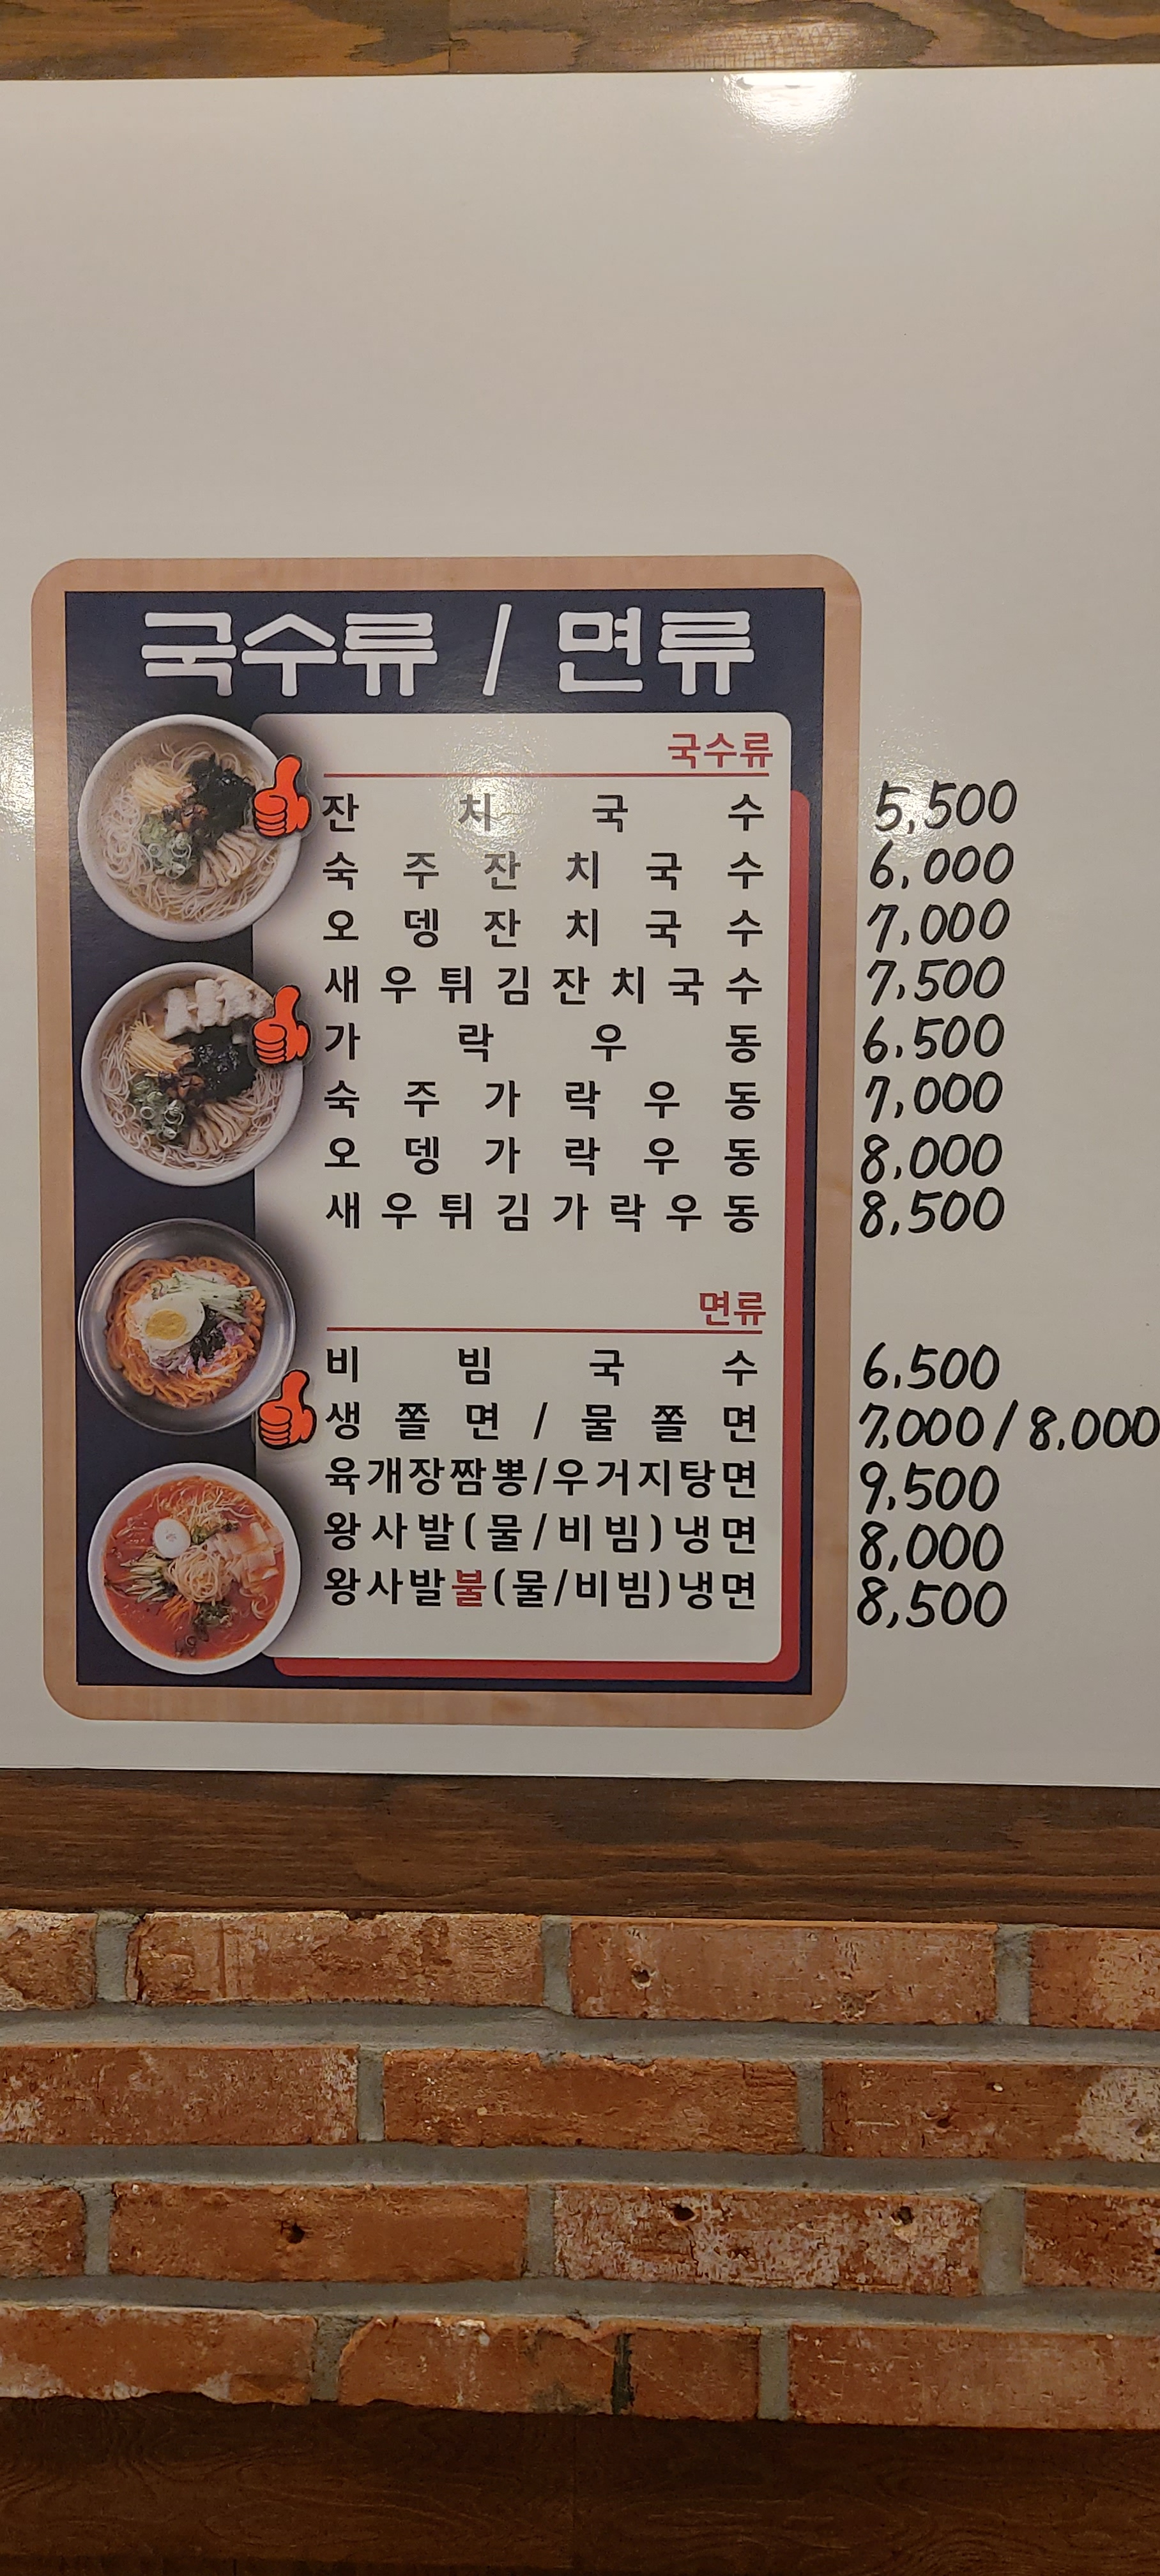 국수류 / 면류
국수류
잔치국수 5,500
숙주잔치국수 6,000
오뎅잔치국수 7,000
새우튀김잔치국수 7,500
가락우동 6,500
숙주가락우동 7,000
오뎅가락우동 8,000
새우튀김가락우동 8,500
면류
비빔국수 6,500
생쫄면/물쫄면 7,000/8,000
육개장짬뽕/우거지탕면 9,500
왕사발(물/비빔)냉면 8,000
왕사발불(물/비빔)냉면 8,500